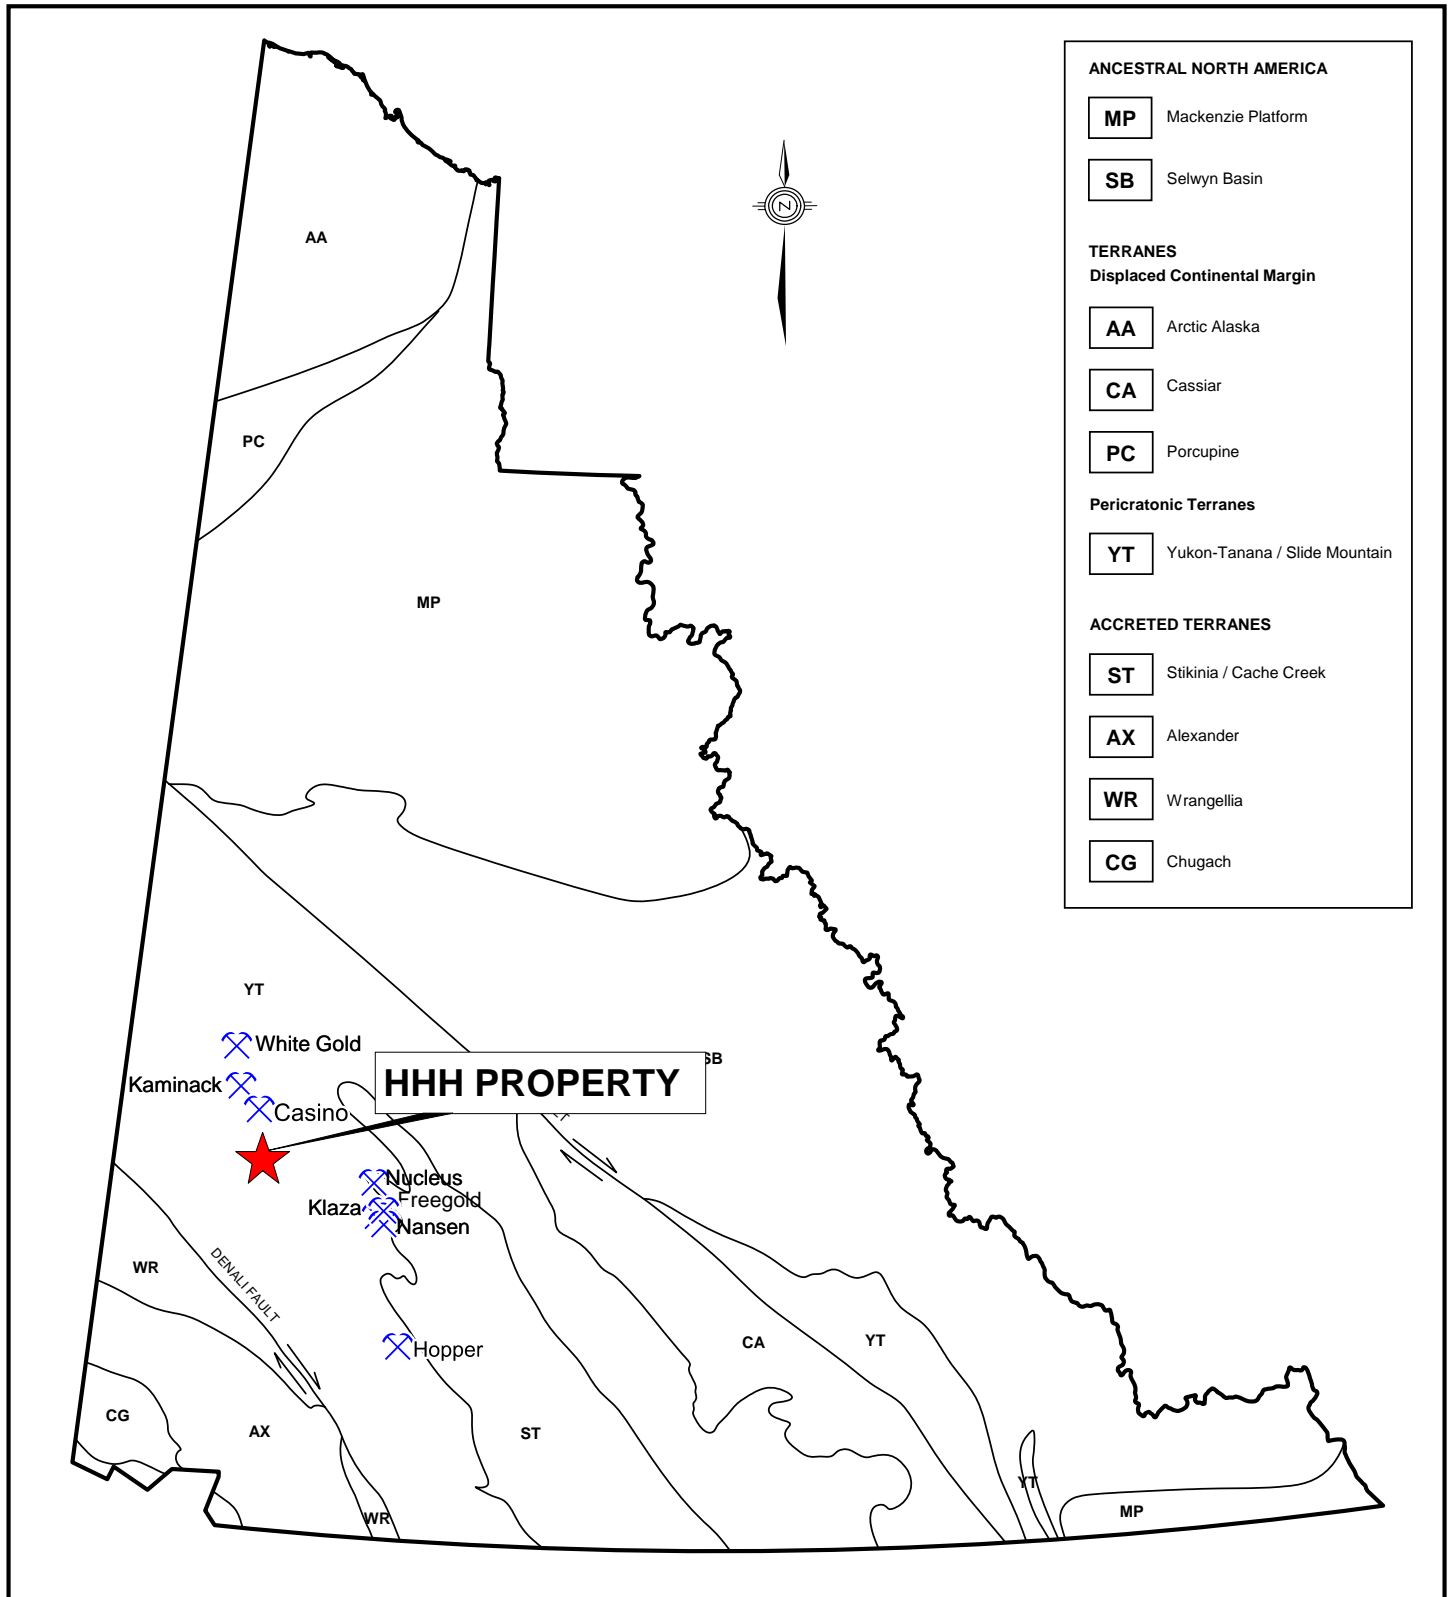 ANCESTRAL NORTH AMERICA
MP Mackenzie Platform
SB Selwyn Basin
TERRANES
Displaced Continental Margin
AA Arctic Alaska
CA Cassiar
PC Porcupine
Pericratonic Terranes
YT Yukon-Tanana / Slide Mountain
ACCRETED TERRANES
ST Stikinia / Cache Creek
AX Alexander
WR Wrangellia
CG Chugach
N
AA
PC
MP
YT
White Gold
SB
HHH PROPERTY
Kaminack
Casino
Nucleus
Freegold
Klaza
Nansen
WR
DENALI FAULT
Hopper
CA
YT
CG
AX
ST
YT
WR
MP